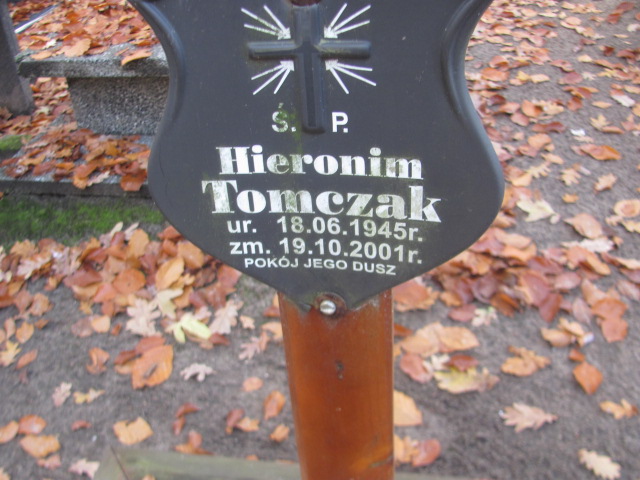 Ś. P.
Hieronim
Tomczak
ur. 18.06.1945r.
zm. 19.10.2001r.
POKÓJ JEGO DUSZ